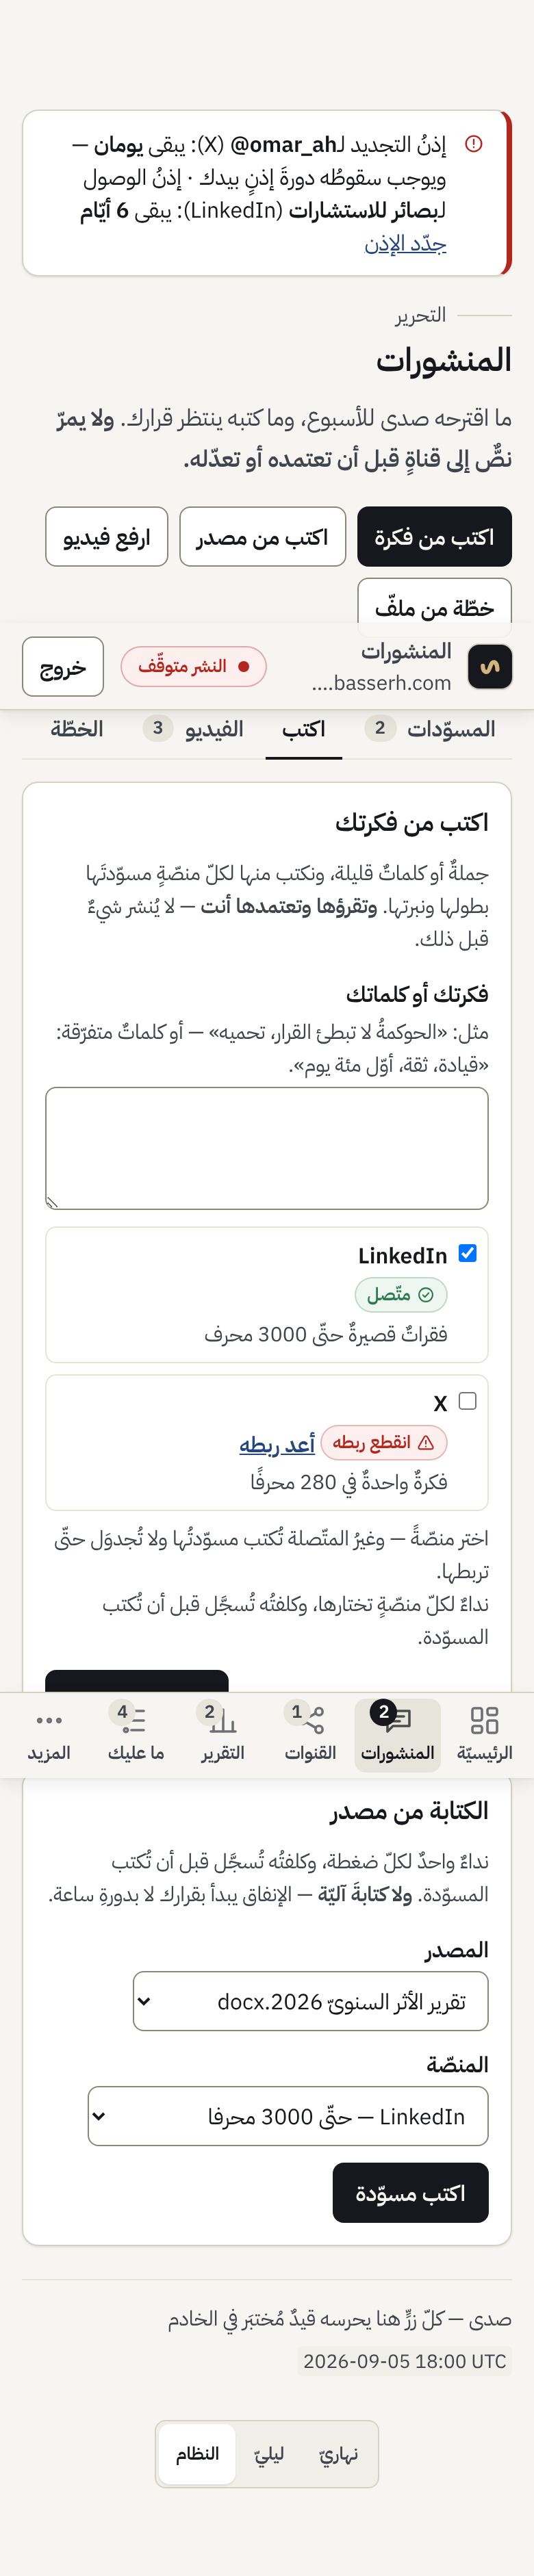 إذنُ التجديد لـ@omar_ah (X): يبقى يومان —
ويوجب سقوطُه دورةَ إذنٍ بيدك · إذنُ الوصول
لـبصائر للاستشارات (LinkedIn): يبقى 6 أيّام
جدّد الإذن
التحرير
المنشورات
ما اقترحه صدى للأسبوع، وما كتبه ينتظر قرارك. ولا يمرّ
نصٌّ إلى قناةٍ قبل أن تعتمده أو تعدّله.
اكتب من فكرة
اكتب من مصدر
ارفع فيديو
خطّة من ملفّ
المنشورات
basserh.com....
النشر متوقّف
خروج
المسوّدات 2
اكتب
الفيديو 3
الخطّة
اكتب من فكرتك
جملةٌ أو كلماتٌ قليلة، ونكتب منها لكلّ منصّةٍ مسوّدتَها
بطولها ونبرتها. وتقرؤها وتعتمدها أنت — لا يُنشر شيءٌ
قبل ذلك.
فكرتك أو كلماتك
مثل: «الحوكمةُ لا تبطئ القرار، تحميه» — أو كلماتٌ متفرّقة:
«قيادة، ثقة، أوّل مئة يوم».
LinkedIn
متّصل
فقراتٌ قصيرةٌ حتّى 3000 محرف
X
انقطع ربطه
أعد ربطه
فكرةٌ واحدةٌ في 280 محرفًا
اختر منصّةً — وغيرُ المتّصلة تُكتب مسوّدتُها ولا تُجدوَل حتّى
تربطها.
نداءٌ لكلّ منصّةٍ تختارها، وكلفتُه تُسجَّل قبل أن تُكتب
المسوّدة.
الرئيسيّة
المنشورات 2
القنوات 1
التقرير 2
ما عليك 4
المزيد
الكتابة من مصدر
نداءٌ واحدٌ لكلّ ضغطة، وكلفتُه تُسجَّل قبل أن تُكتب
المسوّدة. ولا كتابةَ آليّة — الإنفاق يبدأ بقرارك لا بدورةِ ساعة.
المصدر
تقرير الأثر السنويّ 2026.docx
المنصّة
LinkedIn — حتّى 3000 محرفا
اكتب مسوّدة
صدى — كلّ زرٍّ هنا يحرسه قيدٌ مُختبَر في الخادم
2026-09-05 18:00 UTC
نهاريّ
ليليّ
النظام